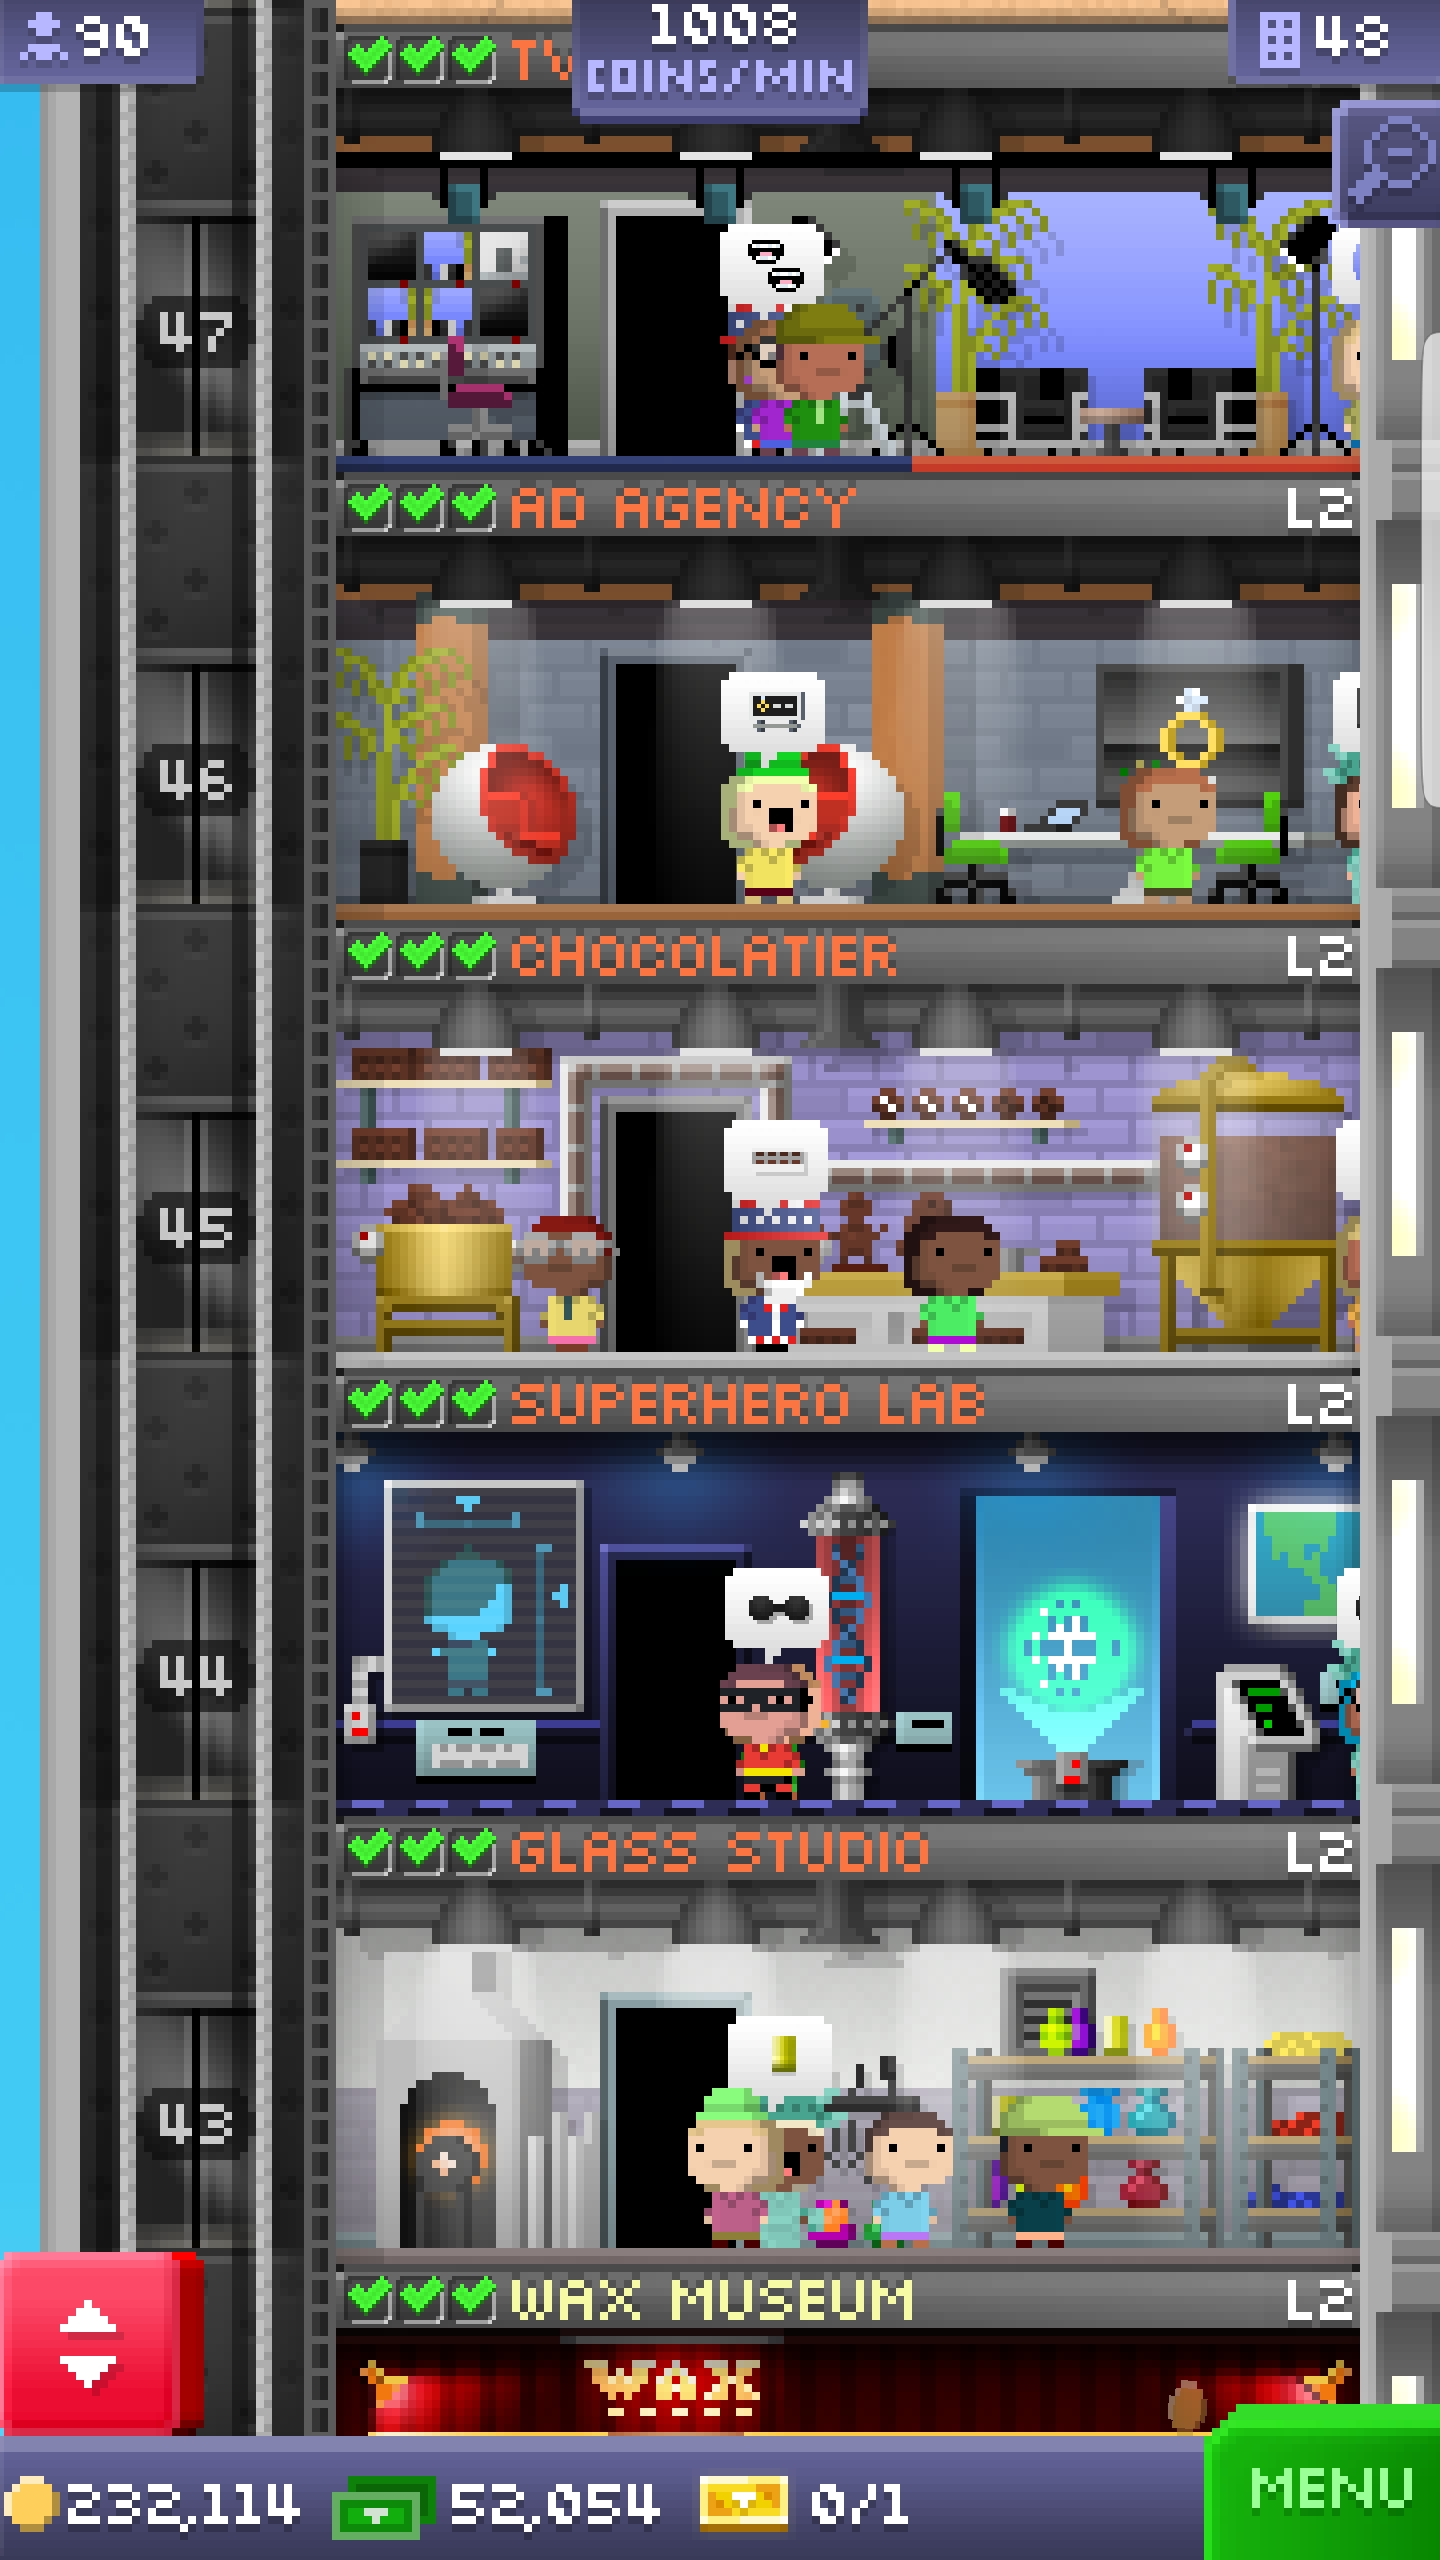 90
1008
COINS/MIN
48
TV
47
AD AGENCY L2
46
CHOCOLATIER L2
45
SUPERHERO LAB L2
44
GLASS STUDIO L2
43
WAX MUSEUM L2
WAX
232,114 52,054 0/1
MENU